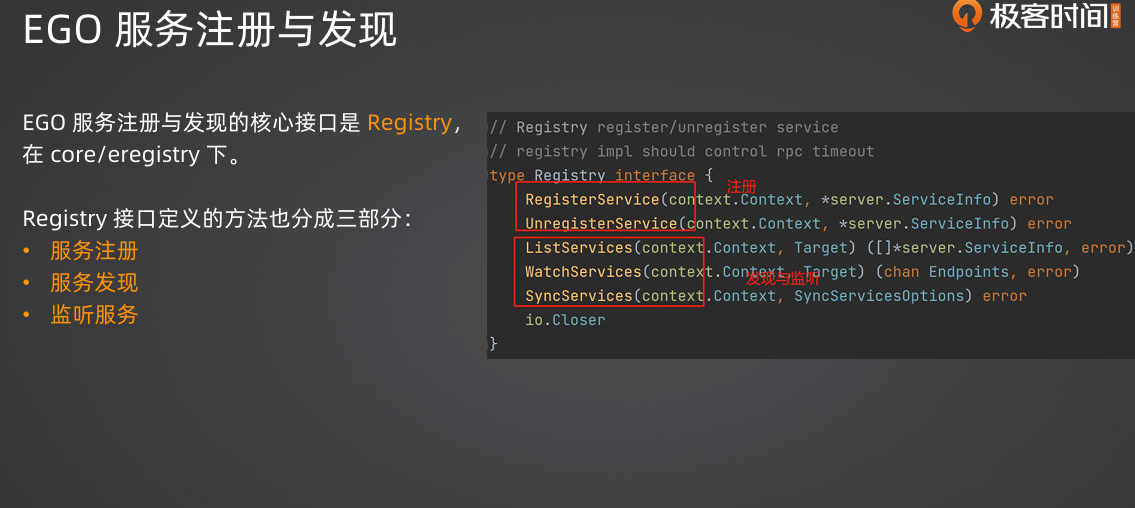 EGO 服务注册与发现
极客时间
训练营
EGO 服务注册与发现的核心接口是 Registry，
在 core/eregistry 下。
Registry 接口定义的方法也分成三部分：
• 服务注册
• 服务发现
• 监听服务
// Registry register/unregister service
// registry impl should control rpc timeout
type Registry interface {
注册
RegisterService(context.Context, *server.ServiceInfo) error
UnregisterService(context.Context, *server.ServiceInfo) error
ListServices(context.Context, Target) ([]*server.ServiceInfo, error)
WatchServices(context.Context, Target) (chan Endpoints, error)
发现与监听
SyncServices(context.Context, SyncServicesOptions) error
io.Closer
}